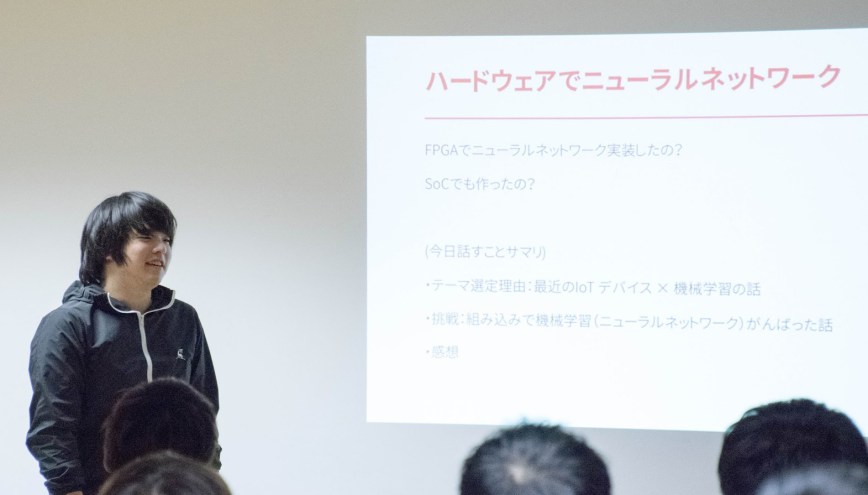 ハードウェアでニューラルネットワーク
FPGAでニューラルネットワーク実装したの?
SoCでも作ったの?
(今日話すことサマリ)
・テーマ選定理由:最近のIoT デバイス × 機械学習の話
・挑戦:組み込みで機械学習(ニューラルネットワーク)がんばった話
・感想